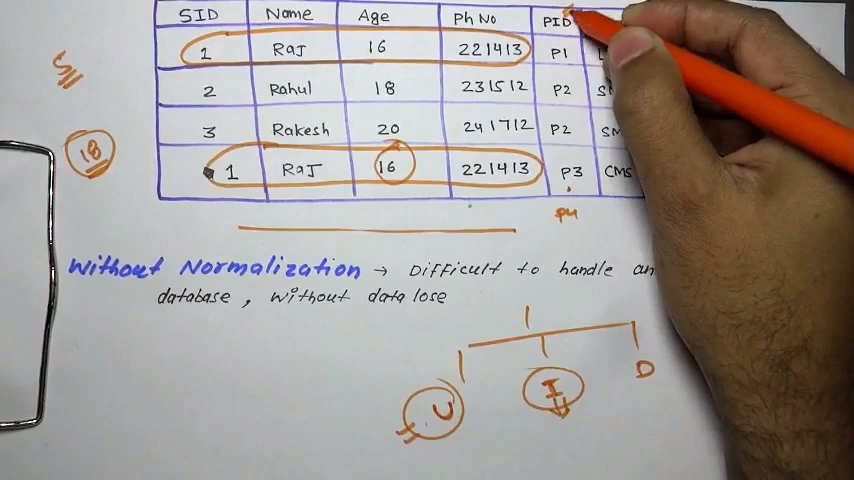 SID Name Age Ph No PID
1 RAJ 16 221413 P1
2 Rahul 18 231512 P2
3 Rakesh 20 241712 P2
18
1 RAJ 16 221413 P3 CMS
P4
Without Normalization → Difficult to handle
database, without data lose
U I D